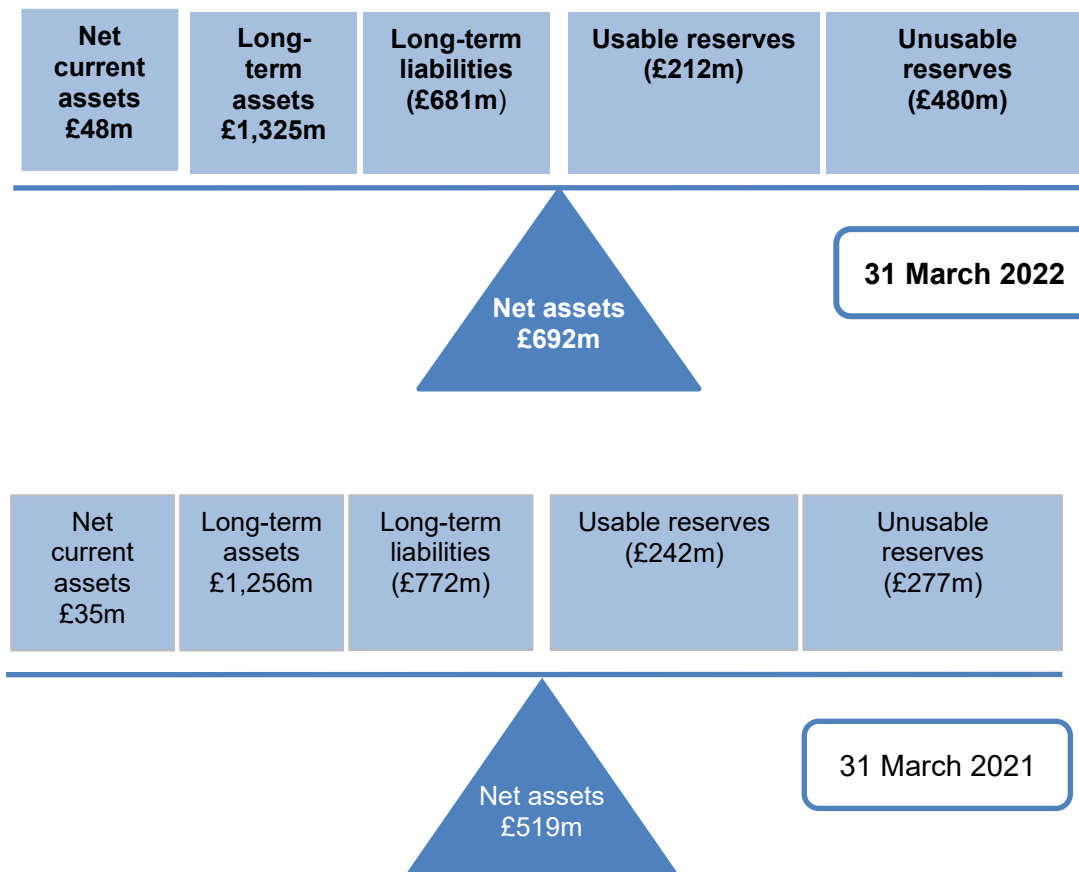 Net
current
assets
£48m
Long-
term
assets
£1,325m
Long-term
liabilities
(£681m)
Usable reserves
(£212m)
Unusable
reserves
(£480m)
31 March 2022
Net assets
£692m
Net
current
assets
£35m
Long-term
assets
£1,256m
Long-term
liabilities
(£772m)
Usable reserves
(£242m)
Unusable
reserves
(£277m)
31 March 2021
Net assets
£519m